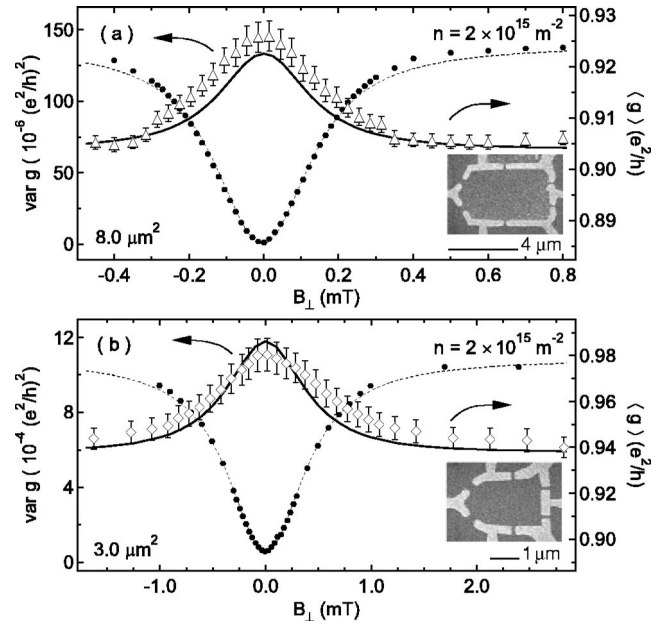 ( a )
n = 2 × 10¹⁵ m⁻²
var g ( 10⁻⁶ (e²/h)²)
150
100
75
50
25
0
0.93
0.92
0.91
0.90
0.89
⟨ g ⟩ (e²/h)
8.0 μm²
4 μm
-0.4 -0.2 0.0 0.2 0.4 0.6 0.8
B⊥ (mT)
( b )
n = 2 × 10¹⁵ m⁻²
var g ( 10⁻⁴ (e²/h)²)
12
8
4
0
0.98
0.97
0.94
0.92
0.90
⟨ g ⟩ (e²/h)
3.0 μm²
1 μm
-1.0 0.0 1.0 2.0
B⊥ (mT)